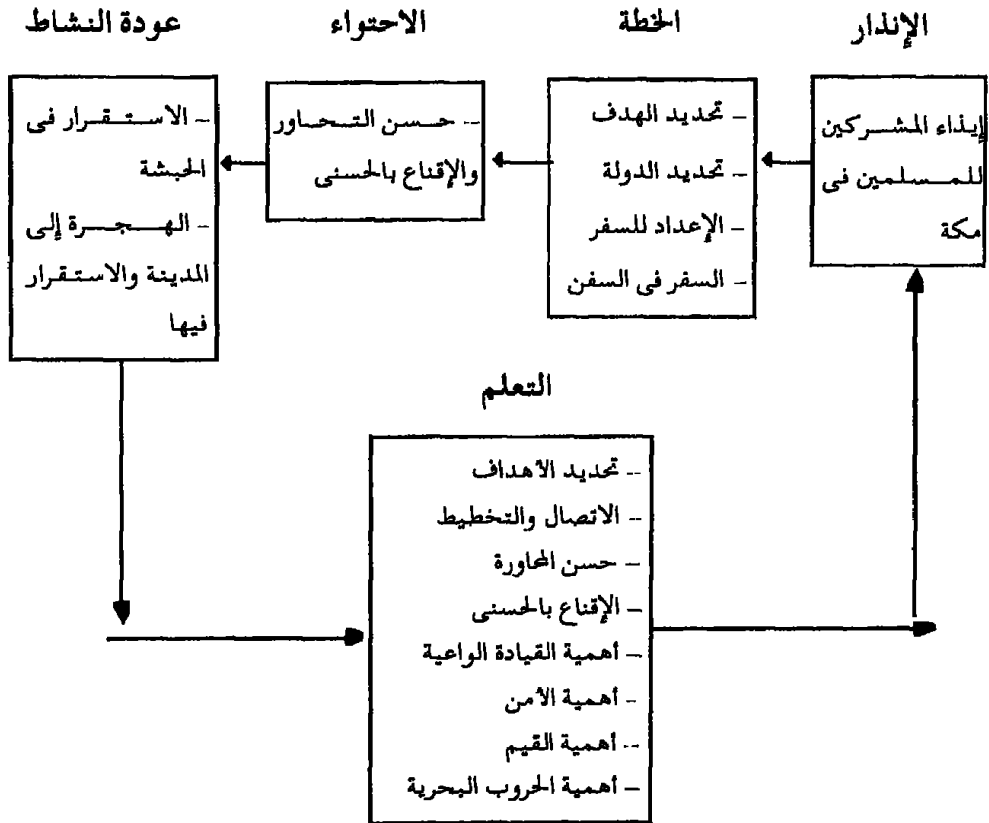 الإنذار
إيذاء المشركين
للمسلمين فى
مكة
الخطة
– تحديد الهدف
– تحديد الدولة
– الإعداد للسفر
– السفر فى السفن
الاحتواء
– حسن التحاور
والإقناع بالحسنى
عودة النشاط
– الاستقرار فى
الحبشة
– الهجرة إلى
المدينة والاستقرار
فيها
التعلم
– تحديد الأهداف
– الاتصال والتخطيط
– حسن المحاورة
– الإقناع بالحسنى
– أهمية القيادة الواعية
– أهمية الأمن
– أهمية القيم
– أهمية الحروب البحرية